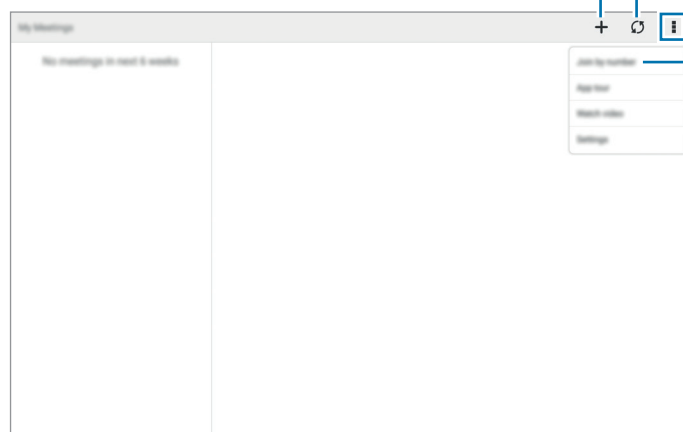 My Meetings
No meetings in next 6 weeks
Join by number
App tour
Watch video
Settings